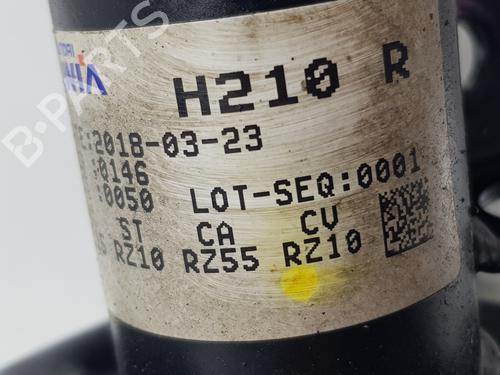 H210 R
:2018-03-23
:0146
:0050 LOT-SEQ:0001
ST CA CV
RZ10 RZ55 RZ10
B-PARTS